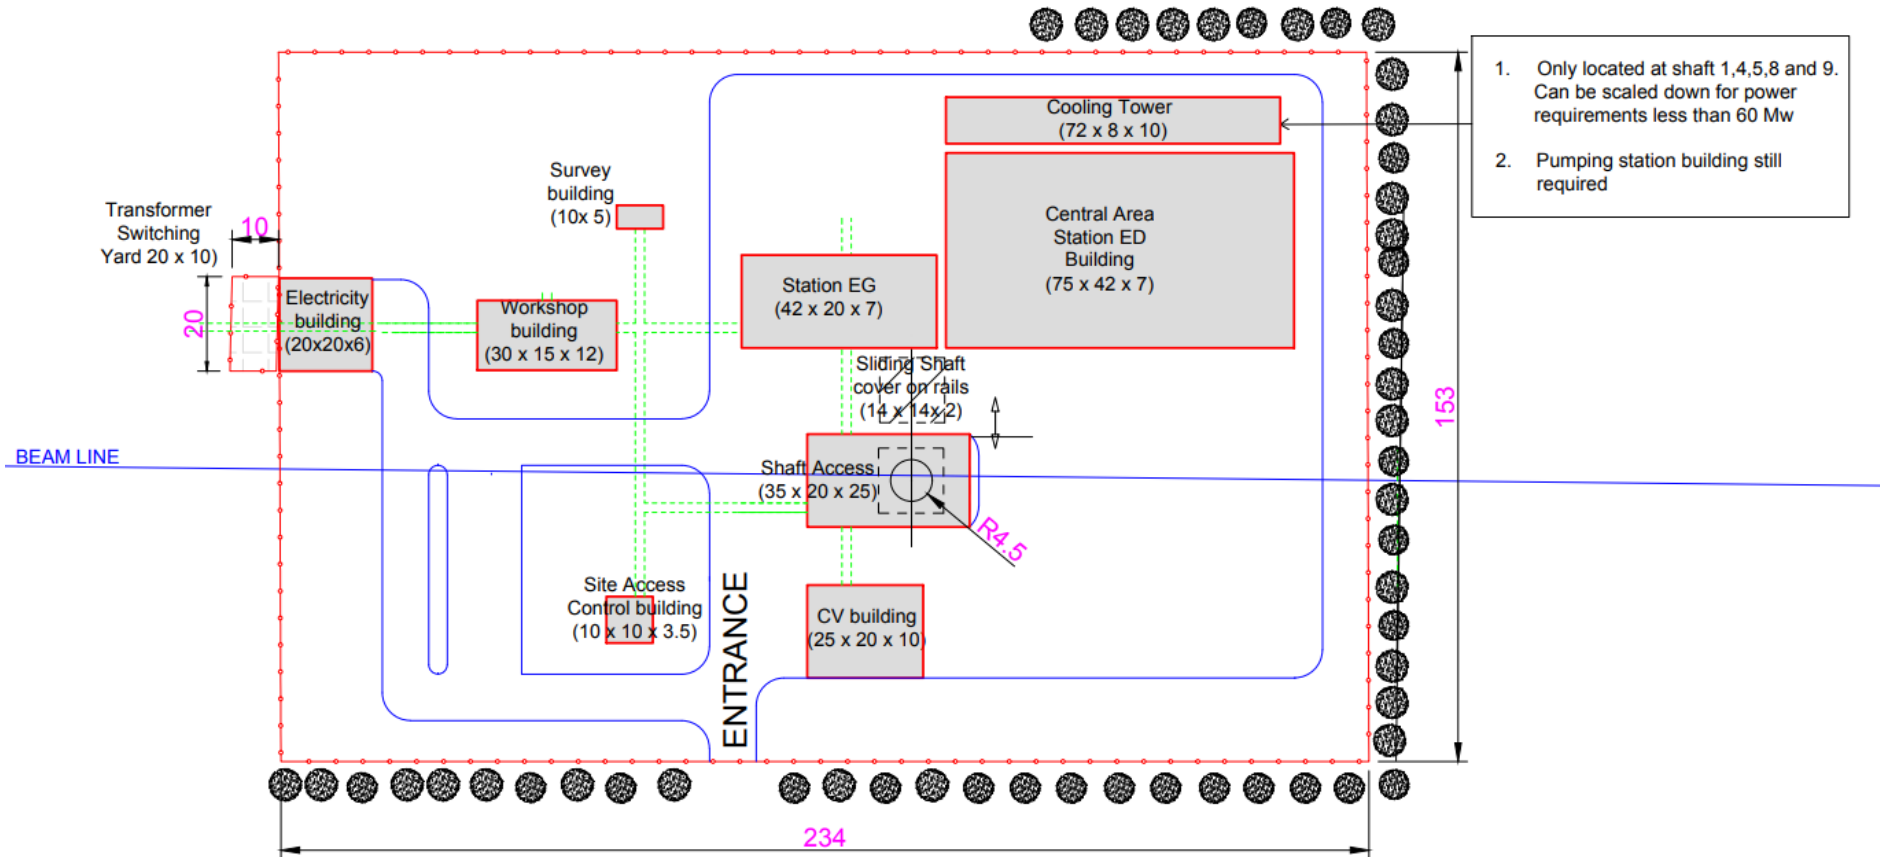 1. Only located at shaft 1,4,5,8 and 9.
Can be scaled down for power
requirements less than 60 Mw
2. Pumping station building still
required
Cooling Tower
(72 x 8 x 10)
Survey
building
(10x 5)
Transformer
Switching
Yard 20 x 10)
10
20
Central Area
Station ED
Building
(75 x 42 x 7)
Station EG
(42 x 20 x 7)
Electricity
building
(20x20x6)
Workshop
building
(30 x 15 x 12)
Sliding Shaft
cover on rails
(14 x 14x 2)
153
BEAM LINE
Shaft Access
(35 x 20 x 25)
R4.5
Site Access
Control building
(10 x 10 x 3.5)
ENTRANCE
CV building
(25 x 20 x 10)
234